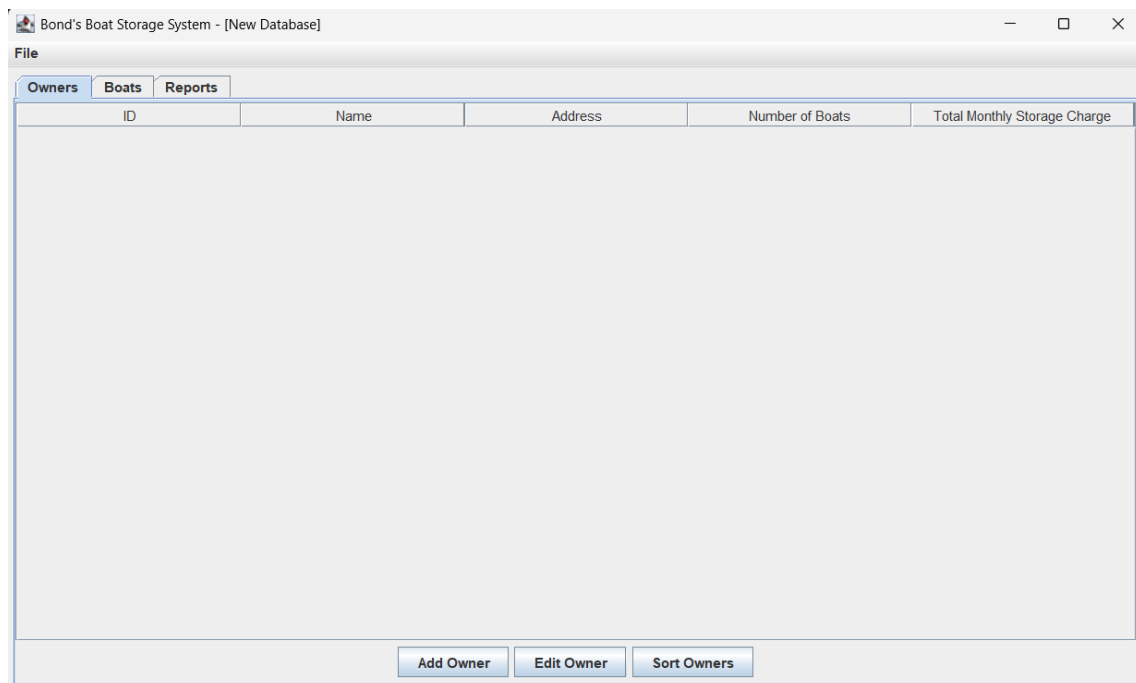 Bond's Boat Storage System - [New Database]
File
Owners Boats Reports
ID Name Address Number of Boats Total Monthly Storage Charge
Add Owner Edit Owner Sort Owners